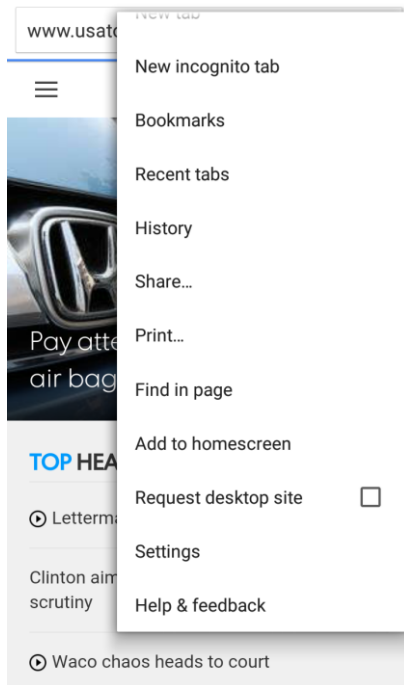 www.usat
New tab
New incognito tab
Bookmarks
Recent tabs
History
Share...
Print...
Find in page
Add to homescreen
Request desktop site
Settings
Help & feedback
Pay atte
air bag
TOP HEA
Letterm
Clinton aim
scrutiny
Waco chaos heads to court